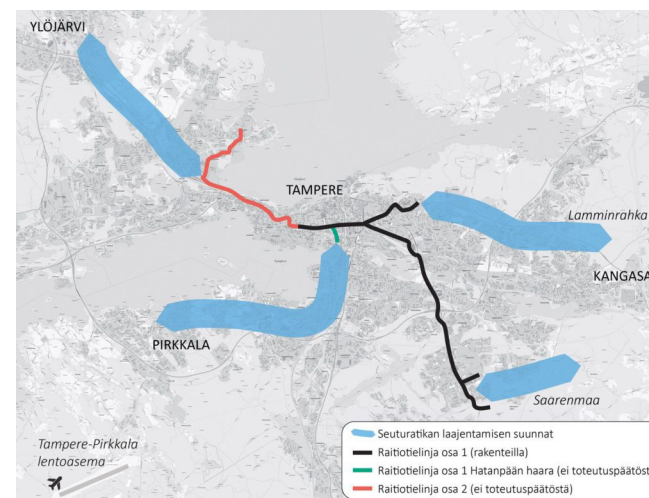 YLÖJÄRVI
TAMPERE
Lamminrahka
KANGASA
PIRKKALA
Saarenmaa
Tampere-Pirkkala
lentoasema
Seuturatikan laajentamisen suunnat
Raitiotielinja osa 1 (rakenteilla)
Raitiotielinja osa 1 Hatanpään haara (ei toteutuspäätöst
Raitiotielinja osa 2 (ei toteutuspäätöstä)